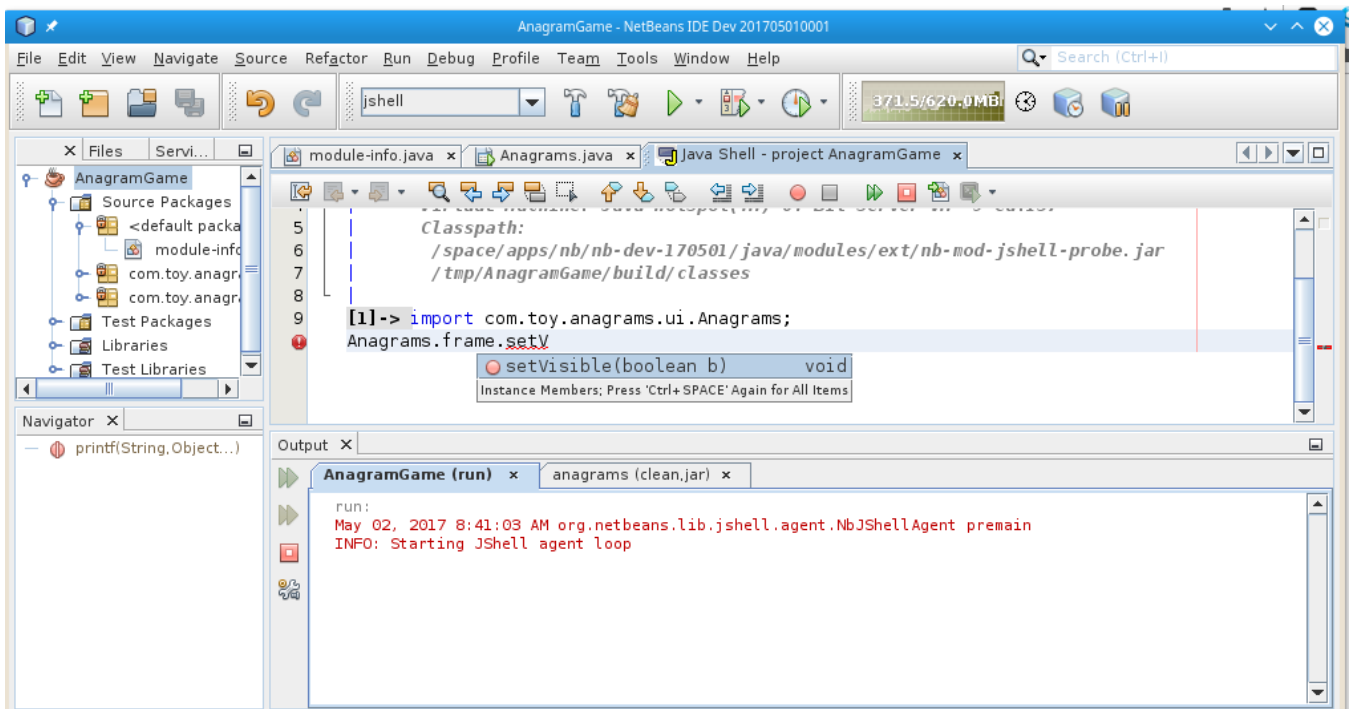 AnagramGame - NetBeans IDE Dev 201705010001
File Edit View Navigate Source Refactor Run Debug Profile Team Tools Window Help
Search (Ctrl+I)
jshell
371.5/620.0MB
Files Servi...
AnagramGame
Source Packages
<default packa
module-info
com.toy.anagr
com.toy.anagr
Test Packages
Libraries
Test Libraries
Navigator
printf(String,Object...)
module-info.java Anagrams.java Java Shell - project AnagramGame
5 | Classpath:
6 | /space/apps/nb/nb-dev-170501/java/modules/ext/nb-mod-jshell-probe.jar
7 | /tmp/AnagramGame/build/classes
8 |
9 [1]-> import com.toy.anagrams.ui.Anagrams;
Anagrams.frame.setV
setVisible(boolean b) void
Instance Members; Press 'Ctrl+SPACE' Again for All Items
Output
AnagramGame (run) anagrams (clean,jar)
run:
May 02, 2017 8:41:03 AM org.netbeans.lib.jshell.agent.NbJShellAgent premain
INFO: Starting JShell agent loop